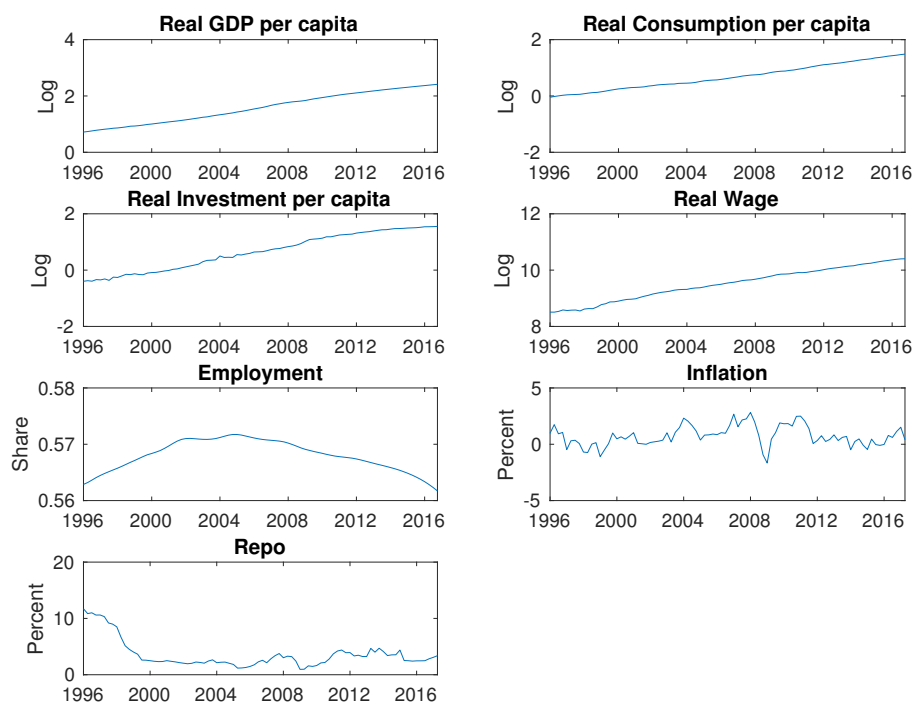 Real GDP per capita
4
2
0
Log
1996 2000 2004 2008 2012 2016
Real Consumption per capita
2
0
-2
Log
1996 2000 2004 2008 2012 2016
Real Investment per capita
2
0
-2
Log
1996 2000 2004 2008 2012 2016
Real Wage
12
10
8
Log
1996 2000 2004 2008 2012 2016
Employment
0.58
0.57
0.56
Share
1996 2000 2004 2008 2012 2016
Inflation
5
0
-5
Percent
1996 2000 2004 2008 2012 2016
Repo
20
10
0
Percent
1996 2000 2004 2008 2012 2016